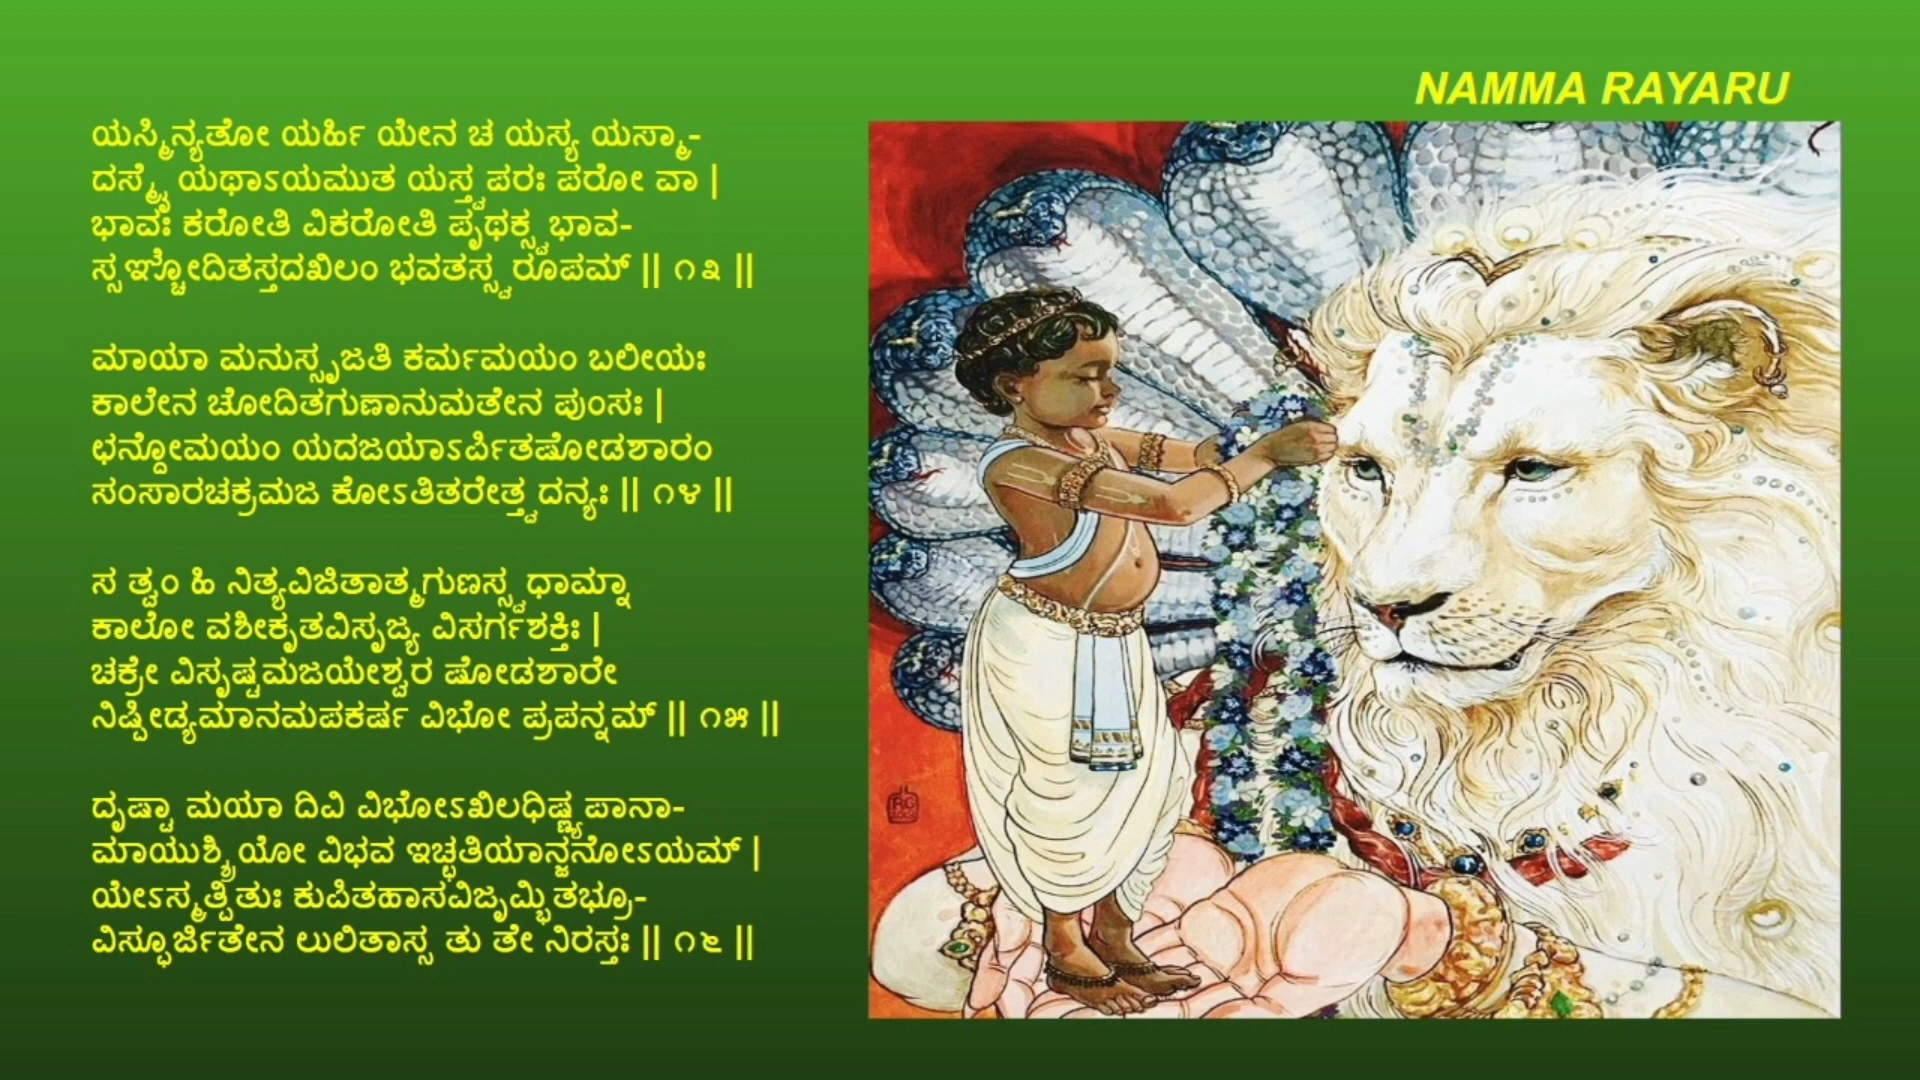 NAMMA RAYARU
ಯಸ್ಮಿನ್ಯತೋ ಯರ್ಹಿ ಯೇನ ಚ ಯಸ್ಯ ಯಸ್ಮಾ-
ದಸ್ಮೈ ಯಥಾಽಯಮುತ ಯಸ್ತ್ವಪರಃ ಪರೋ ವಾ |
ಭಾವಃ ಕರೋತಿ ವಿಕರೋತಿ ಪೃಥಕ್ಸ್ವಭಾವ-
ಸ್ಸಞ್ಚೋದಿತಸ್ತದಖಿಲಂ ಭವತಸ್ಸ್ವರೂಪಮ್ || ೧೩ ||
ಮಾಯಾ ಮನುಸ್ಸೃಜತಿ ಕರ್ಮಮಯಂ ಬಲೀಯಃ
ಕಾಲೇನ ಚೋದಿತಗುಣಾನುಮತೇನ ಪುಂಸಃ |
ಛನ್ದೋಮಯಂ ಯದಜಯಾಽರ್ಪಿತಷೋಡಶಾರಂ
ಸಂಸಾರಚಕ್ರಮಜ ಕೋಽತಿತರೇತ್ತ್ವದನ್ಯಃ || ೧೪ ||
ಸ ತ್ವಂ ಹಿ ನಿತ್ಯವಿಜಿತಾತ್ಮಗುಣಸ್ಸ್ವಧಾಮ್ನಾ
ಕಾಲೋ ವಶೀಕೃತವಿಸೃಜ್ಯ ವಿಸರ್ಗಶಕ್ತಿಃ |
ಚಕ್ರೇ ವಿಸೃಷ್ಟಮಜಯೇಶ್ವರ ಷೋಡಶಾರೇ
ನಿಷ್ಪೀಡ್ಯಮಾನಮಪಕರ್ಷ ವಿಭೋ ಪ್ರಪನ್ನಮ್ || ೧೫ ||
ದೃಷ್ಟಾ ಮಯಾ ದಿವಿ ವಿಭೋಽಖಿಲಧಿಷ್ಣ್ಯಪಾನಾ-
ಮಾಯುಶ್ಶ್ರಿಯೋ ವಿಭವ ಇಚ್ಛತಿಯಾನ್ಜನೋಽಯಮ್ |
ಯೇಽಸ್ಮತ್ಪಿತುಃ ಕುಪಿತಹಾಸವಿಜೃಮ್ಭಿತಭ್ರೂ-
ವಿಸ್ಫೂರ್ಜಿತೇನ ಲುಲಿತಾಸ್ಸ ತು ತೇ ನಿರಸ್ತಃ || ೧೬ ||
RG